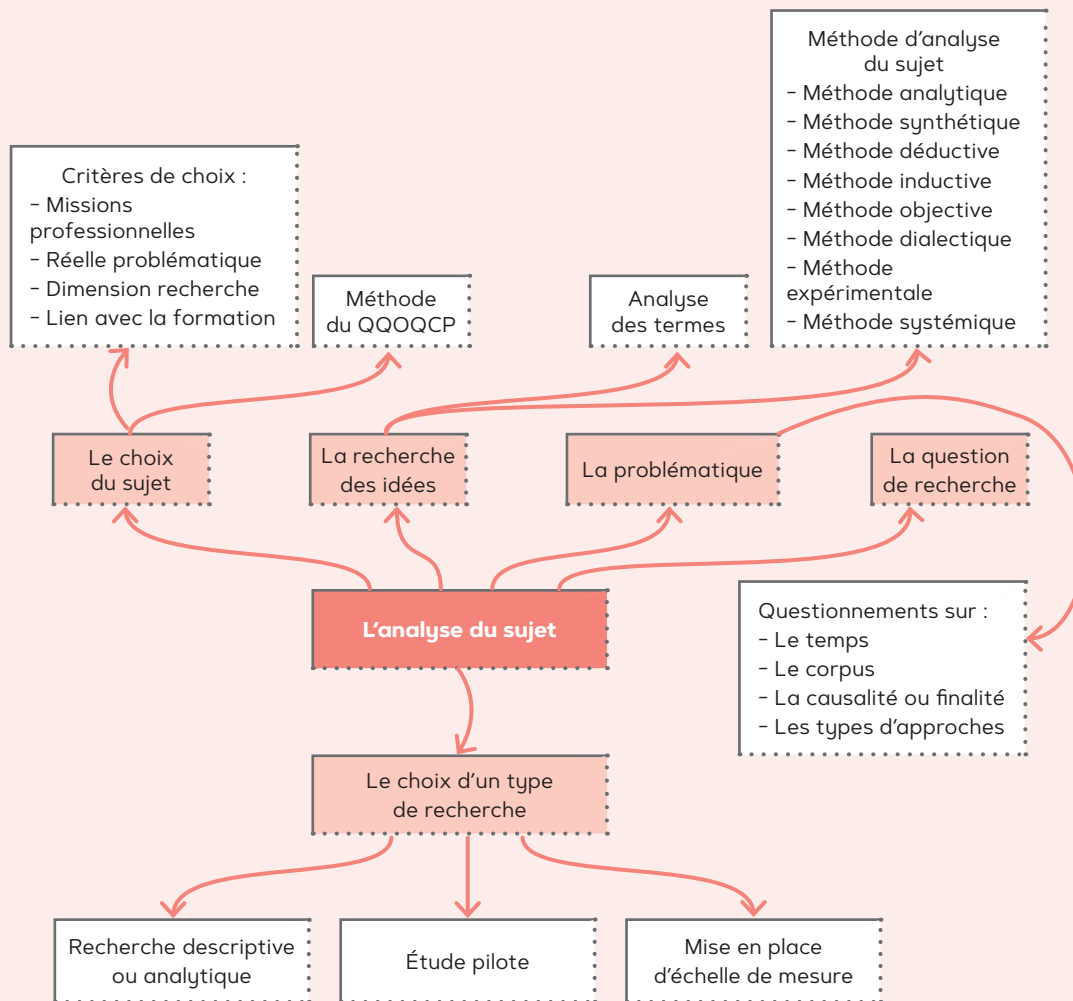 Méthode d’analyse
du sujet
- Méthode analytique
- Méthode synthétique
- Méthode déductive
- Méthode inductive
- Méthode objective
- Méthode dialectique
- Méthode
expérimentale
- Méthode systémique
Critères de choix :
- Missions
professionnelles
- Réelle problématique
- Dimension recherche
- Lien avec la formation
Méthode
du QQOQCP
Analyse
des termes
Le choix
du sujet
La recherche
des idées
La problématique
La question
de recherche
L’analyse du sujet
Questionnements sur :
- Le temps
- Le corpus
- La causalité ou finalité
- Les types d’approches
Le choix d’un type
de recherche
Recherche descriptive
ou analytique
Étude pilote
Mise en place
d’échelle de mesure